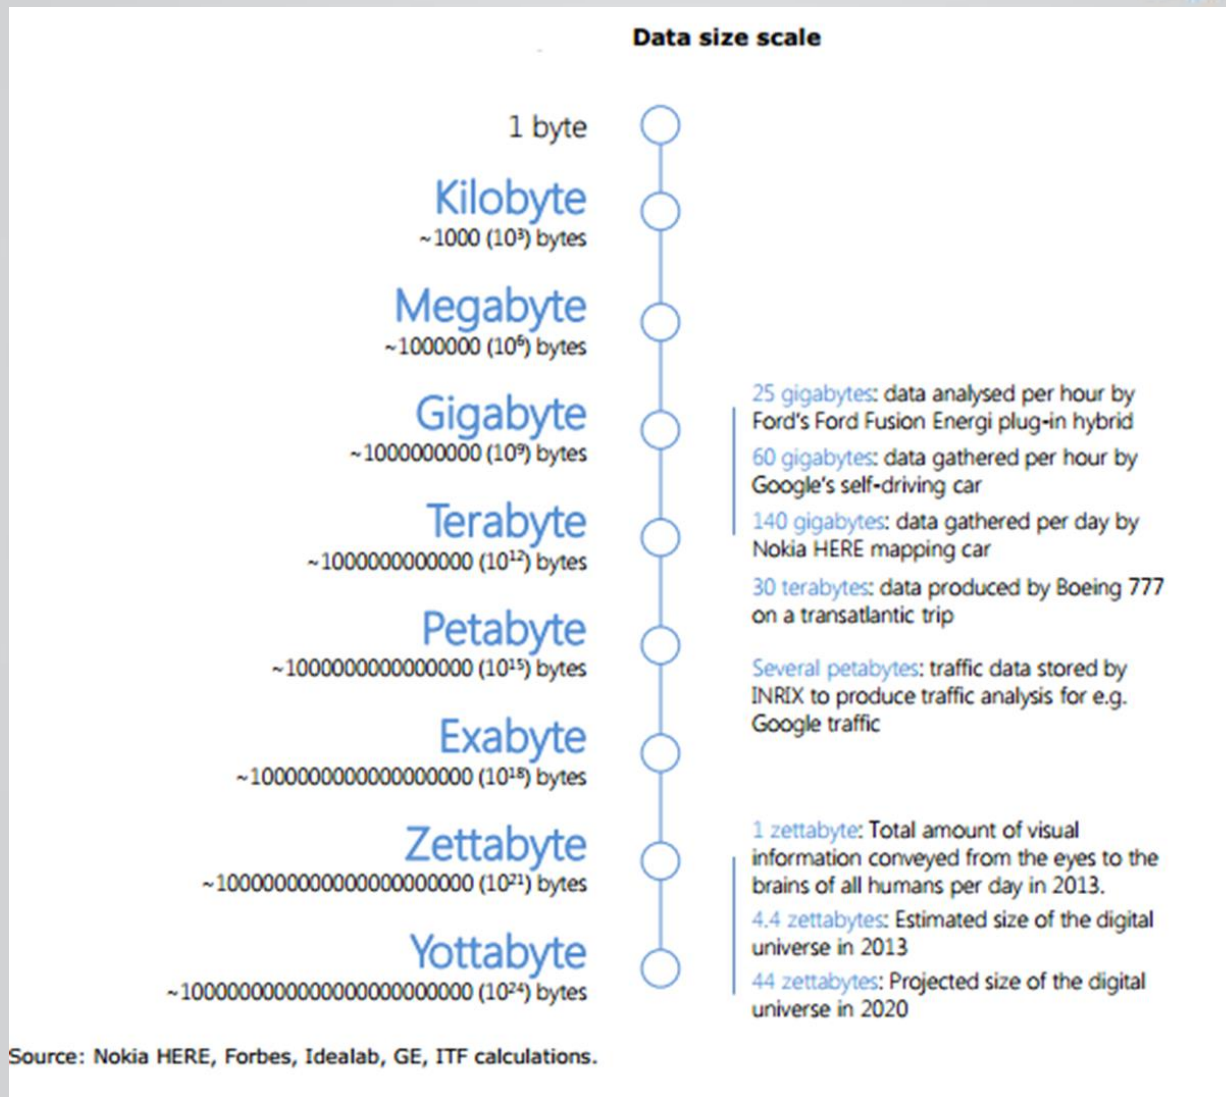 Data size scale
1 byte
Kilobyte
~1000 (10³) bytes
Megabyte
~1000000 (10⁶) bytes
Gigabyte
~1000000000 (10⁹) bytes
25 gigabytes: data analysed per hour by
Ford's Ford Fusion Energi plug-in hybrid
60 gigabytes: data gathered per hour by
Google's self-driving car
Terabyte
~1000000000000 (10¹²) bytes
140 gigabytes: data gathered per day by
Nokia HERE mapping car
30 terabytes: data produced by Boeing 777
on a transatlantic trip
Petabyte
~1000000000000000 (10¹⁵) bytes
Several petabytes: traffic data stored by
INRIX to produce traffic analysis for e.g.
Google traffic
Exabyte
~1000000000000000000 (10¹⁸) bytes
Zettabyte
~1000000000000000000000 (10²¹) bytes
1 zettabyte: Total amount of visual
information conveyed from the eyes to the
brains of all humans per day in 2013.
4.4 zettabytes: Estimated size of the digital
universe in 2013
Yottabyte
~1000000000000000000000000 (10²⁴) bytes
44 zettabytes: Projected size of the digital
universe in 2020
Source: Nokia HERE, Forbes, Idealab, GE, ITF calculations.